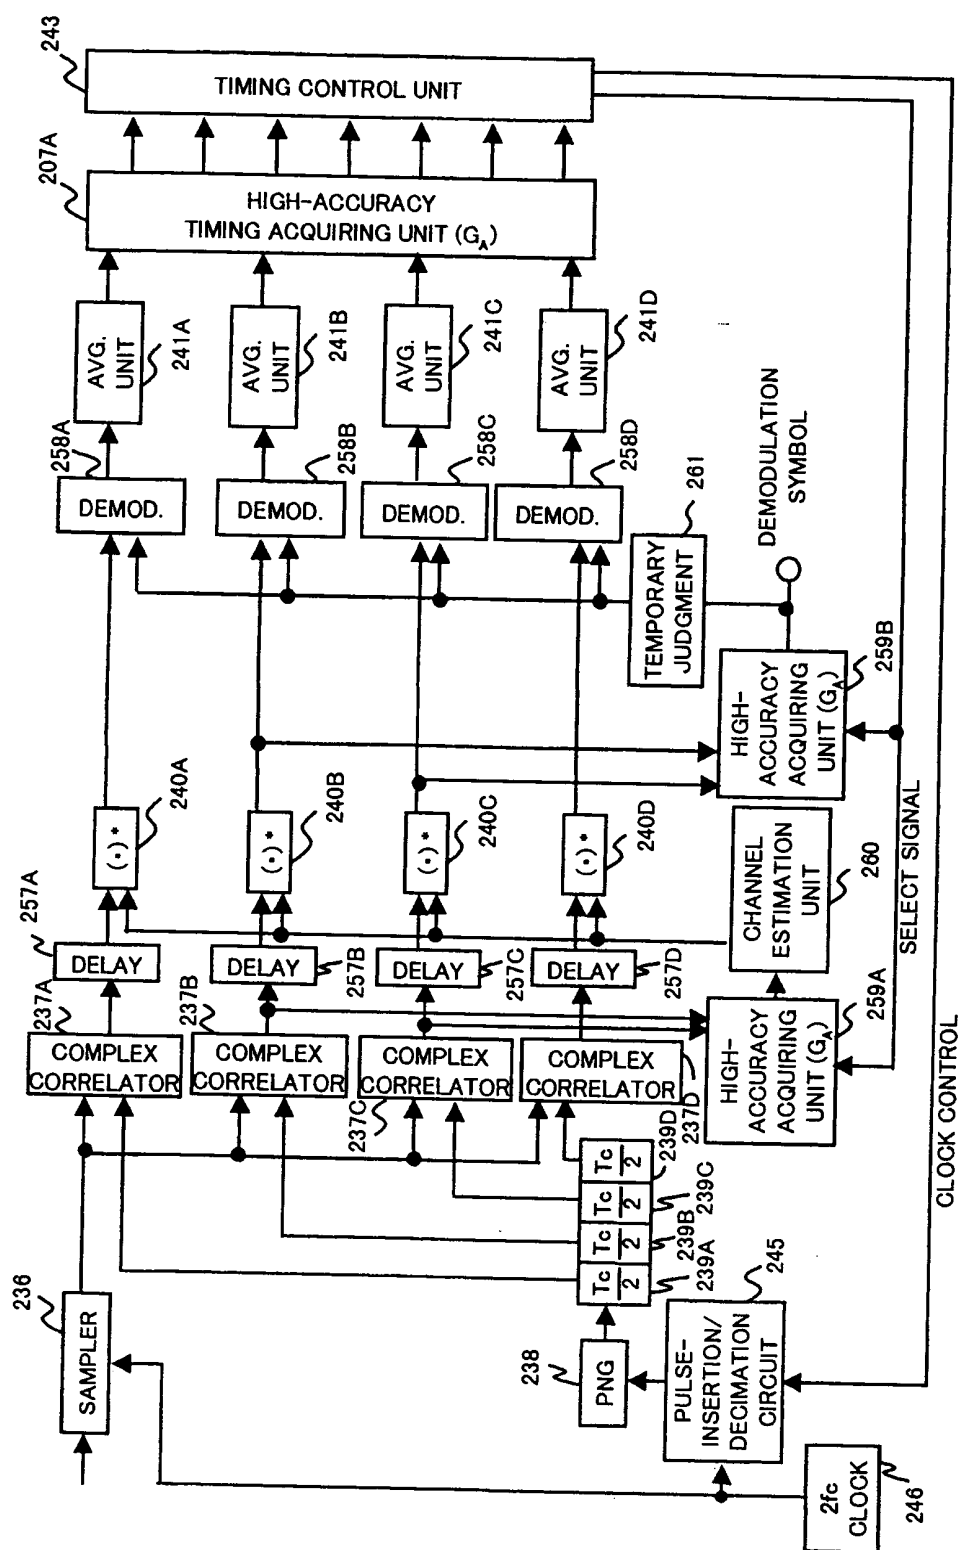 236
SAMPLER
237A
COMPLEX
CORRELATOR
257A
DELAY
240A
(•)*
258A
DEMOD.
241A
AVG.
UNIT
207A
HIGH-ACCURACY
TIMING ACQUIRING UNIT (GA)
243
TIMING CONTROL UNIT
237B
COMPLEX
CORRELATOR
DELAY
257B
(•)*
240B
DEMOD.
258B
AVG.
UNIT
241B
237C
COMPLEX
CORRELATOR
DELAY
257C
(•)*
240C
DEMOD.
258C
AVG.
UNIT
241C
COMPLEX
CORRELATOR
237D
DELAY
257D
(•)*
240D
DEMOD.
258D
AVG.
UNIT
241D
238
PNG
Tc
2
239A
Tc
2
239B
Tc
2
239C
Tc
2
239D
PULSE-
INSERTION/
DECIMATION
CIRCUIT
245
2fc
CLOCK
246
HIGH-
ACCURACY
ACQUIRING
UNIT (GA)
259A
CHANNEL
ESTIMATION
UNIT
260
HIGH-
ACCURACY
ACQUIRING
UNIT (GA)
259B
TEMPORARY
JUDGMENT
261
DEMODULATION
SYMBOL
SELECT SIGNAL
CLOCK CONTROL